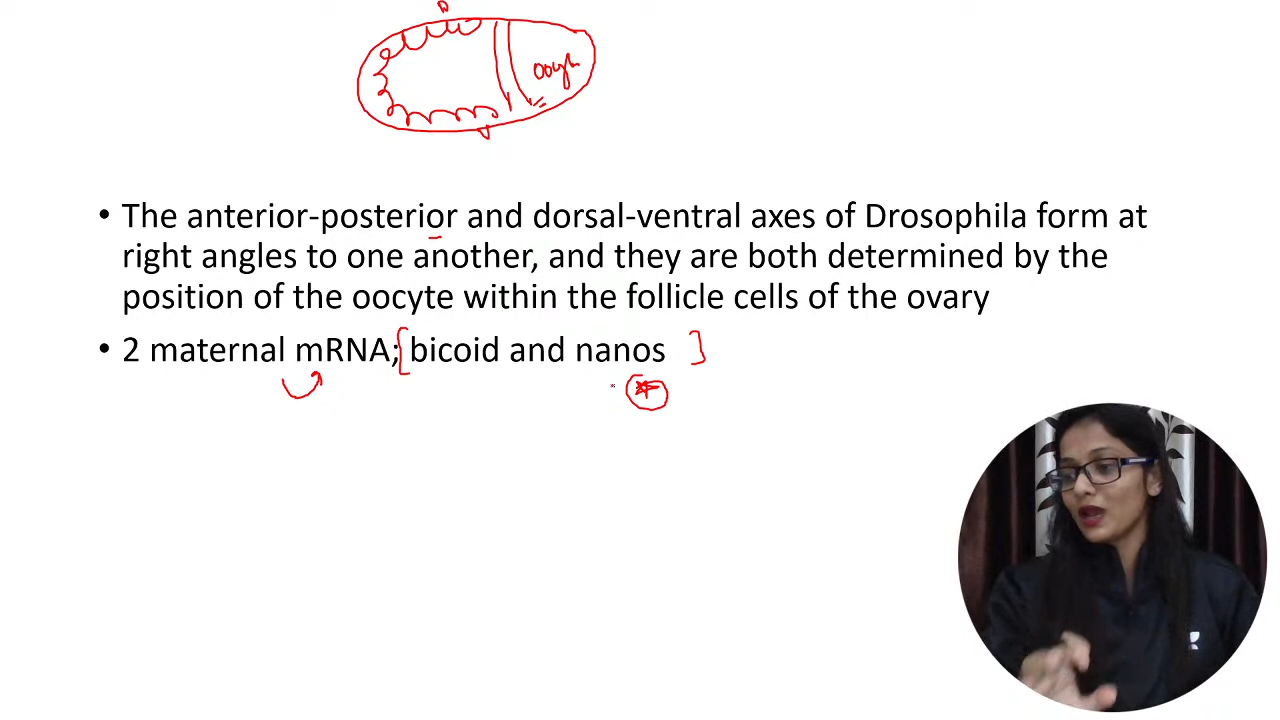 D
oocyte
• The anterior-posterior and dorsal-ventral axes of Drosophila form at
right angles to one another, and they are both determined by the
position of the oocyte within the follicle cells of the ovary
• 2 maternal mRNA; [bicoid and nanos ]